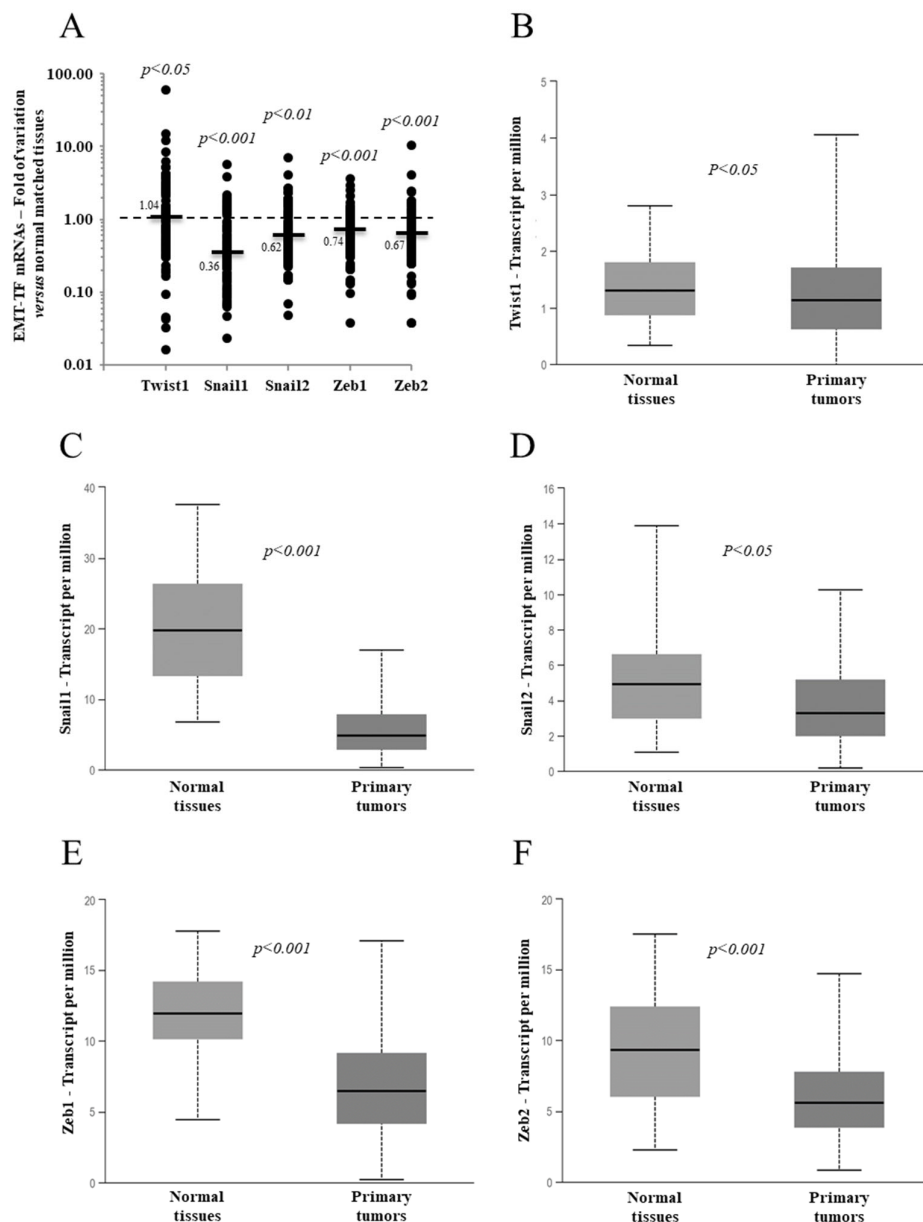 A
EMT-TF mRNAs – Fold of variation
versus normal matched tissues
100.00
10.00
1.00
0.10
0.01
p<0.05
p<0.001
p<0.01
p<0.001
p<0.001
1.04
0.36
0.62
0.74
0.67
Twist1 Snail1 Snail2 Zeb1 Zeb2
B
Twist1 - Transcript per million
5
4
3
2
1
0
P<0.05
Normal
tissues
Primary
tumors
C
Snail1 - Transcript per million
40
30
20
10
0
p<0.001
Normal
tissues
Primary
tumors
D
Snail2 - Transcript per million
16
14
12
10
8
6
4
2
0
P<0.05
Normal
tissues
Primary
tumors
E
Zeb1 - Transcript per million
20
15
10
5
0
p<0.001
Normal
tissues
Primary
tumors
F
Zeb2 - Transcript per million
20
15
10
5
0
p<0.001
Normal
tissues
Primary
tumors